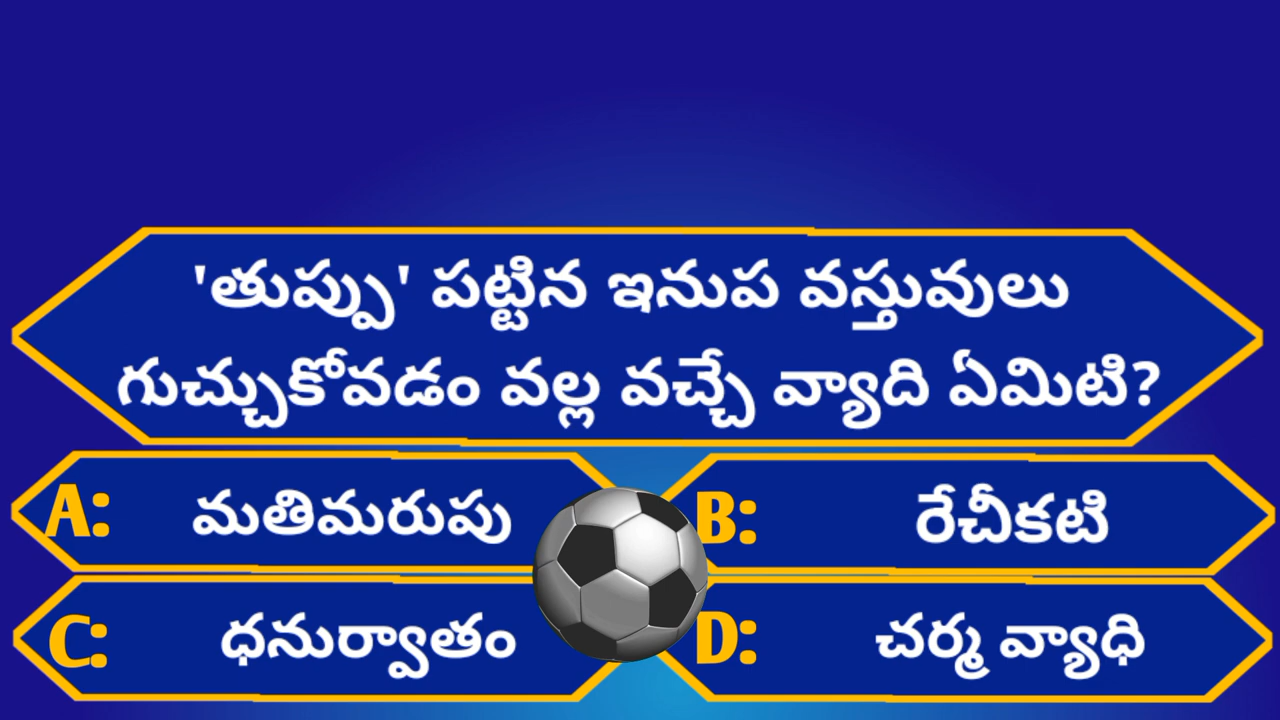 'తుప్పు' పట్టిన ఇనుప వస్తువులు
గుచ్చుకోవడం వల్ల వచ్చే వ్యాది ఏమిటి?
A: మతిమరుపు
B: రేచీకటి
C: ధనుర్వాతం
D: చర్మ వ్యాధి